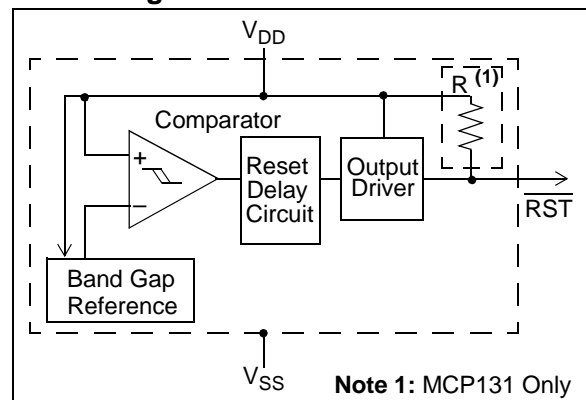 V_DD
R (1)
Comparator
+
−
Reset
Delay
Circuit
Output
Driver
RST
Band Gap
Reference
V_SS
Note 1: MCP131 Only